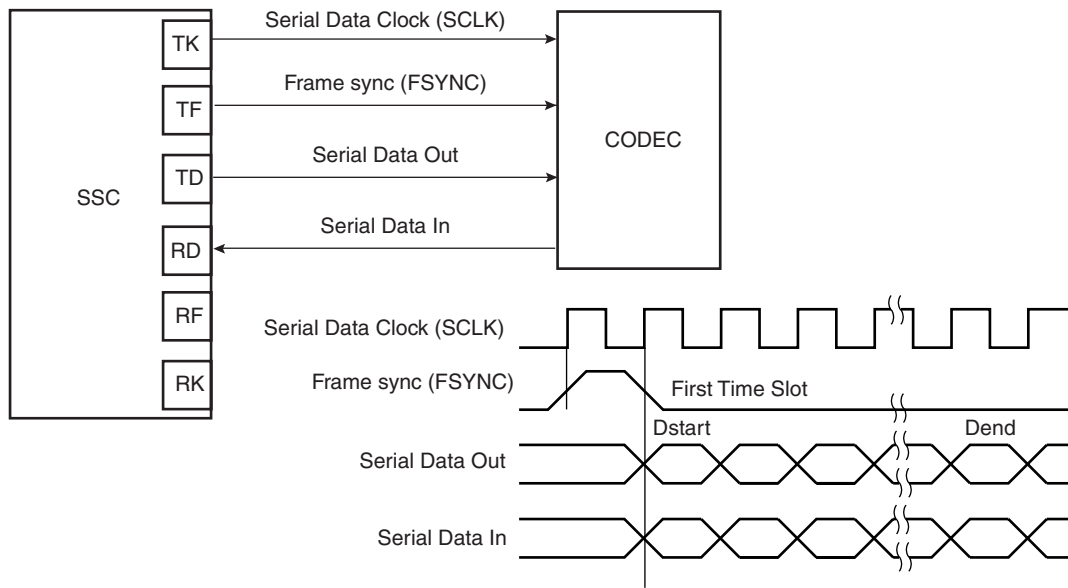 SSC
TK
TF
TD
RD
RF
RK
Serial Data Clock (SCLK)
Frame sync (FSYNC)
Serial Data Out
Serial Data In
CODEC
Serial Data Clock (SCLK)
Frame sync (FSYNC)
First Time Slot
Dstart
Dend
Serial Data Out
Serial Data In